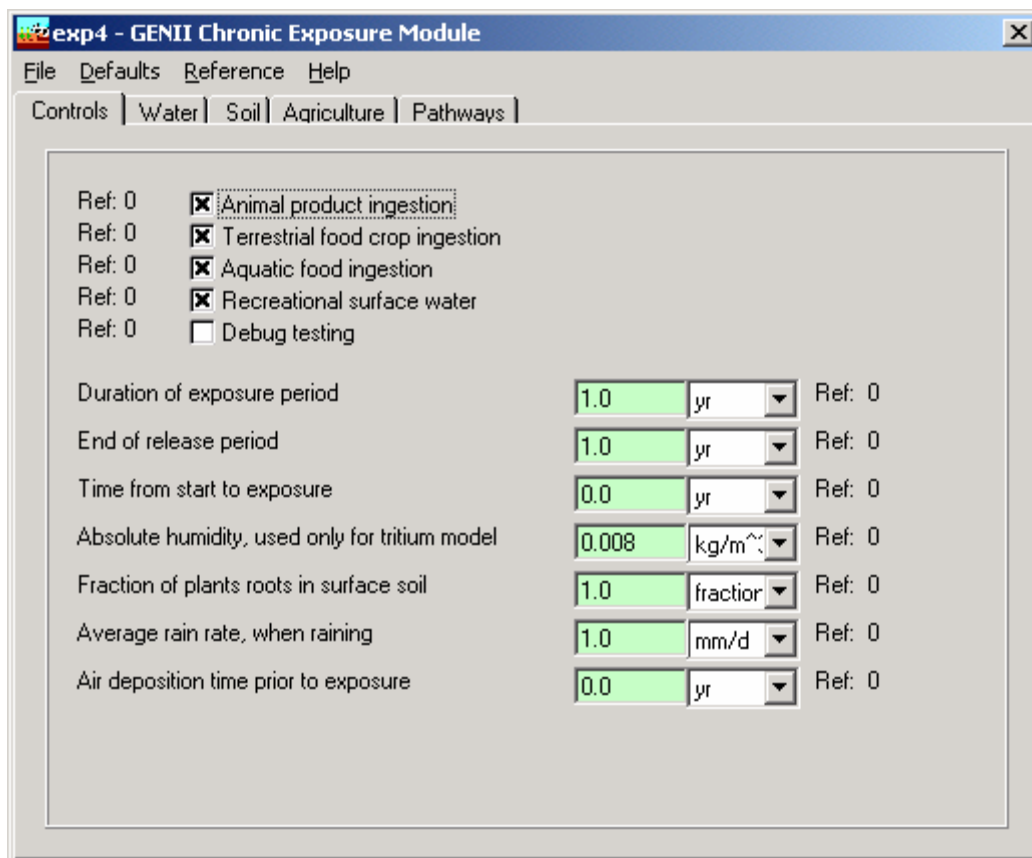 exp4 - GENII Chronic Exposure Module
File Defaults Reference Help
Controls Water Soil Agriculture Pathways
Ref: 0 Animal product ingestion
Ref: 0 Terrestrial food crop ingestion
Ref: 0 Aquatic food ingestion
Ref: 0 Recreational surface water
Ref: 0 Debug testing
Duration of exposure period 1.0 yr Ref: 0
End of release period 1.0 yr Ref: 0
Time from start to exposure 0.0 yr Ref: 0
Absolute humidity, used only for tritium model 0.008 kg/m^ Ref: 0
Fraction of plants roots in surface soil 1.0 fraction Ref: 0
Average rain rate, when raining 1.0 mm/d Ref: 0
Air deposition time prior to exposure 0.0 yr Ref: 0